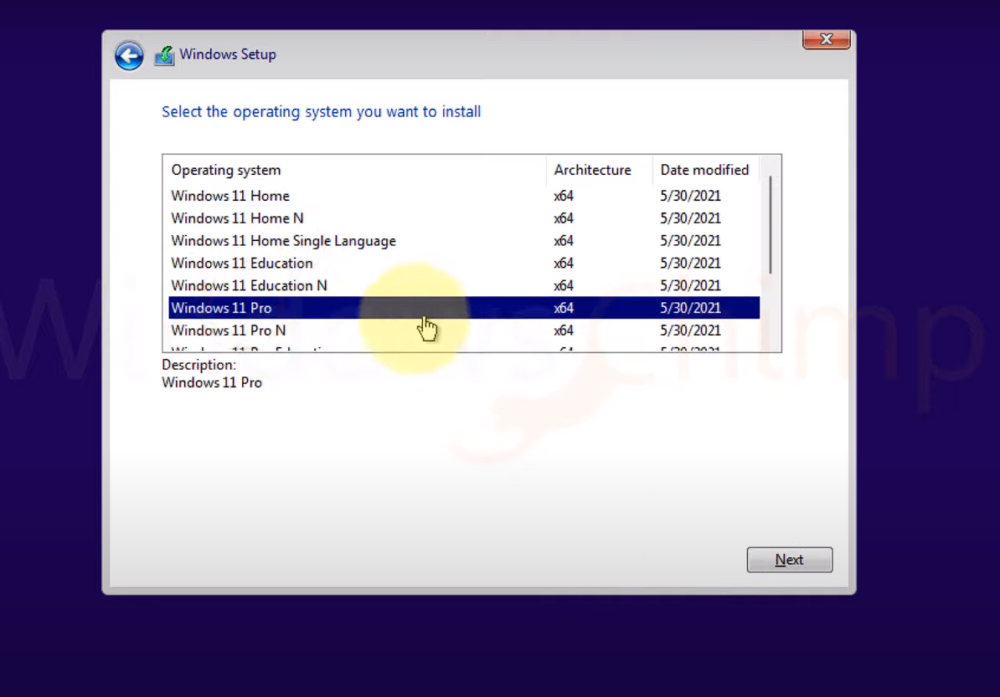 Windows Setup
Select the operating system you want to install
Operating system Architecture Date modified
Windows 11 Home x64 5/30/2021
Windows 11 Home N x64 5/30/2021
Windows 11 Home Single Language x64 5/30/2021
Windows 11 Education x64 5/30/2021
Windows 11 Education N x64 5/30/2021
Windows 11 Pro x64 5/30/2021
Windows 11 Pro N x64 5/30/2021
Description:
Windows 11 Pro
WindowsChimp
Next